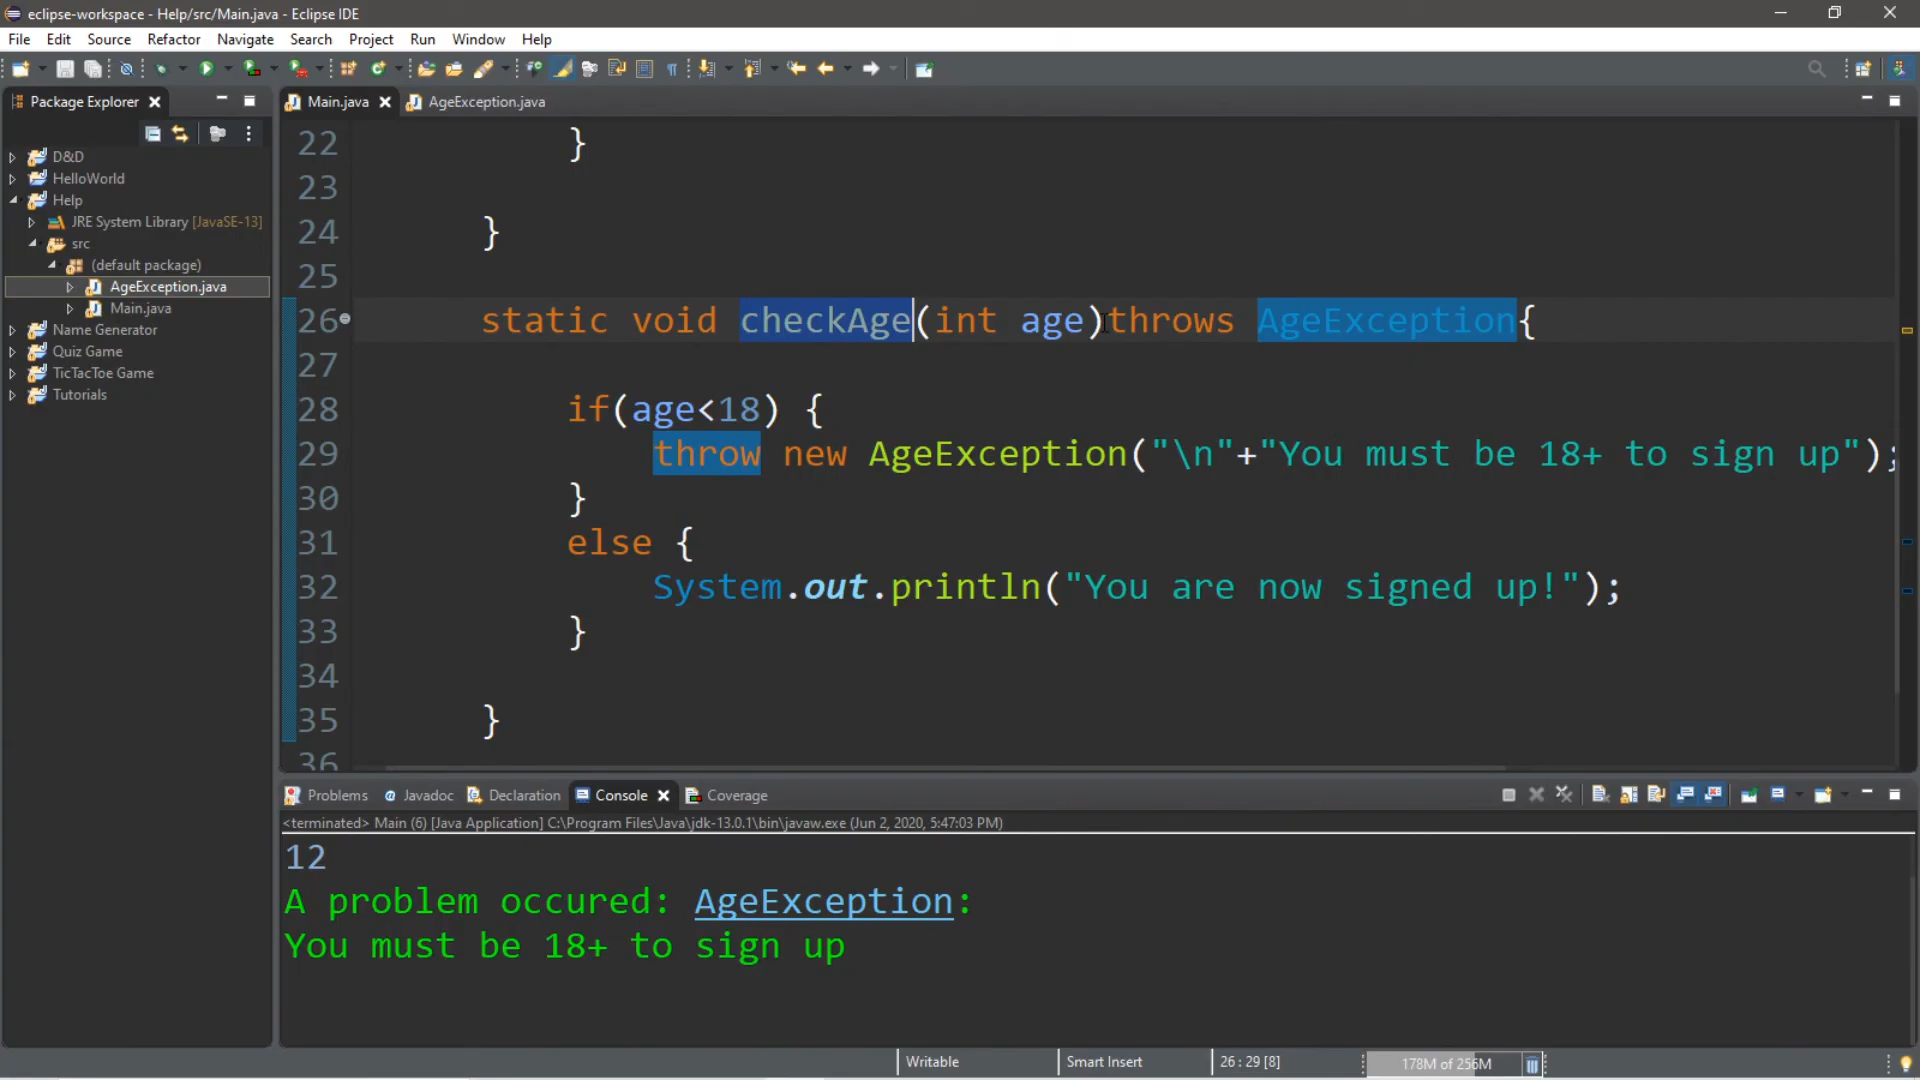 eclipse-workspace - Help/src/Main.java - Eclipse IDE
File Edit Source Refactor Navigate Search Project Run Window Help
Package Explorer
Main.java AgeException.java
D&D
HelloWorld
Help
JRE System Library [JavaSE-13]
src
(default package)
AgeException.java
Main.java
Name Generator
Quiz Game
TicTacToe Game
Tutorials
22 }
23
24 }
25
26 static void checkAge(int age)throws AgeException{
27
28 if(age<18) {
29 throw new AgeException("\n"+"You must be 18+ to sign up");
30 }
31 else {
32 System.out.println("You are now signed up!");
33 }
34
35 }
36
Problems @ Javadoc Declaration Console Coverage
<terminated> Main (6) [Java Application] C:\Program Files\Java\jdk-13.0.1\bin\javaw.exe (Jun 2, 2020, 5:47:03 PM)
12
A problem occured: AgeException:
You must be 18+ to sign up
Writable Smart Insert 26 : 29 [8] 178M of 256M